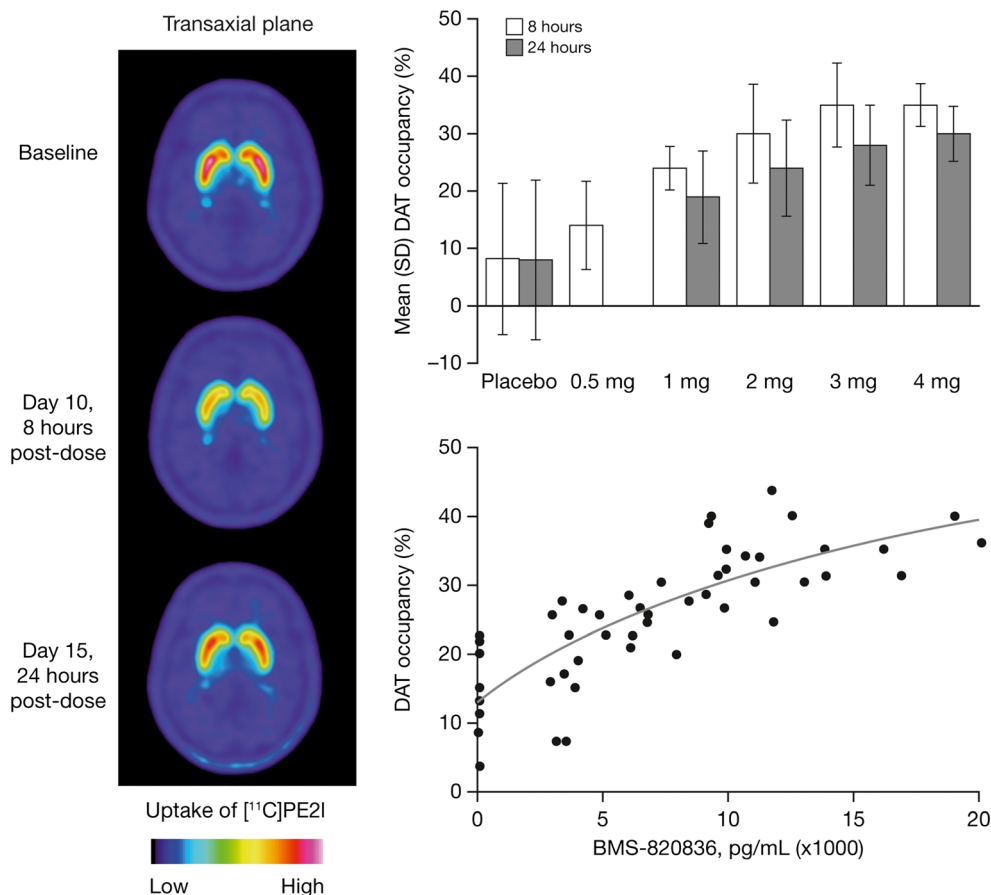 Transaxial plane
Baseline
Day 10,
8 hours
post-dose
Day 15,
24 hours
post-dose
Uptake of [¹¹C]PE2I
Low High
Mean (SD) DAT occupancy (%)
50
40
30
20
10
0
–10
8 hours
24 hours
Placebo 0.5 mg 1 mg 2 mg 3 mg 4 mg
DAT occupancy (%)
50
40
30
20
10
0
0 5 10 15 20
BMS-820836, pg/mL (x1000)